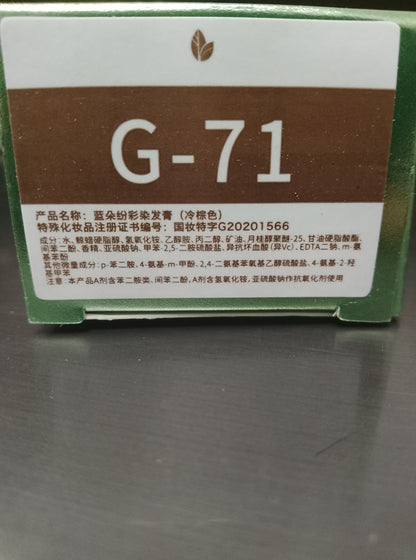 G-71
产品名称：蓝朵纷彩染发膏（冷棕色）
特殊化妆品注册证书编号：国妆特字G20201566
成分：水、鲸蜡硬脂醇、氢氧化铵、乙醇胺、丙二醇、矿油、月桂醇聚醚-25、甘油硬脂酸酯、
间苯二酚、香精、亚硫酸钠、甲苯-2,5-二胺硫酸盐、异抗坏血酸（异Vc）、EDTA二钠、m-氨
基苯酚
其他微量成分：p-苯二胺、4-氨基-m-甲酚、2,4-二氨基苯氧基乙醇硫酸盐、4-氨基-2-羟
基甲苯
注意：本产品A剂含苯二胺类、间苯二酚，A剂含氢氧化铵，亚硫酸钠作抗氧化剂使用